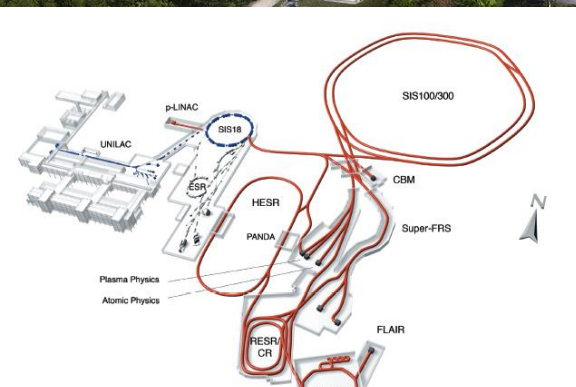 SIS100/300
p-LINAC
SIS18
UNILAC
CBM
ESR
HESR
N
Super-FRS
PANDA
Plasma Physics
Atomic Physics
FLAIR
RESR/
CR